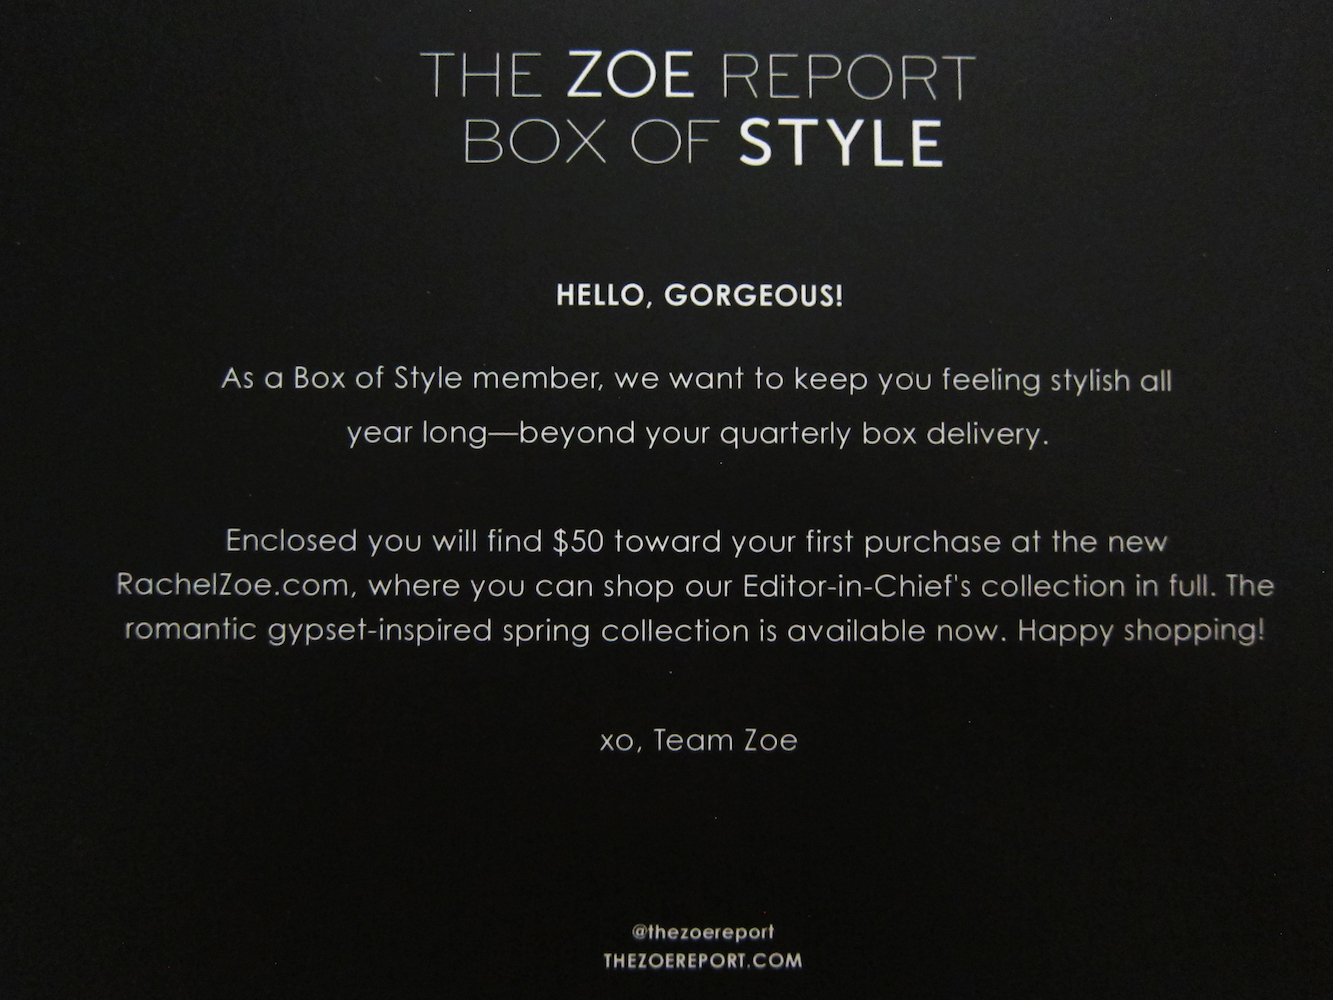 THE ZOE REPORT
BOX OF STYLE
HELLO, GORGEOUS!
As a Box of Style member, we want to keep you feeling stylish all
year long—beyond your quarterly box delivery.
Enclosed you will find $50 toward your first purchase at the new
RachelZoe.com, where you can shop our Editor-in-Chief's collection in full. The
romantic gypset-inspired spring collection is available now. Happy shopping!
xo, Team Zoe
@thezoereport
THEZOEREPORT.COM